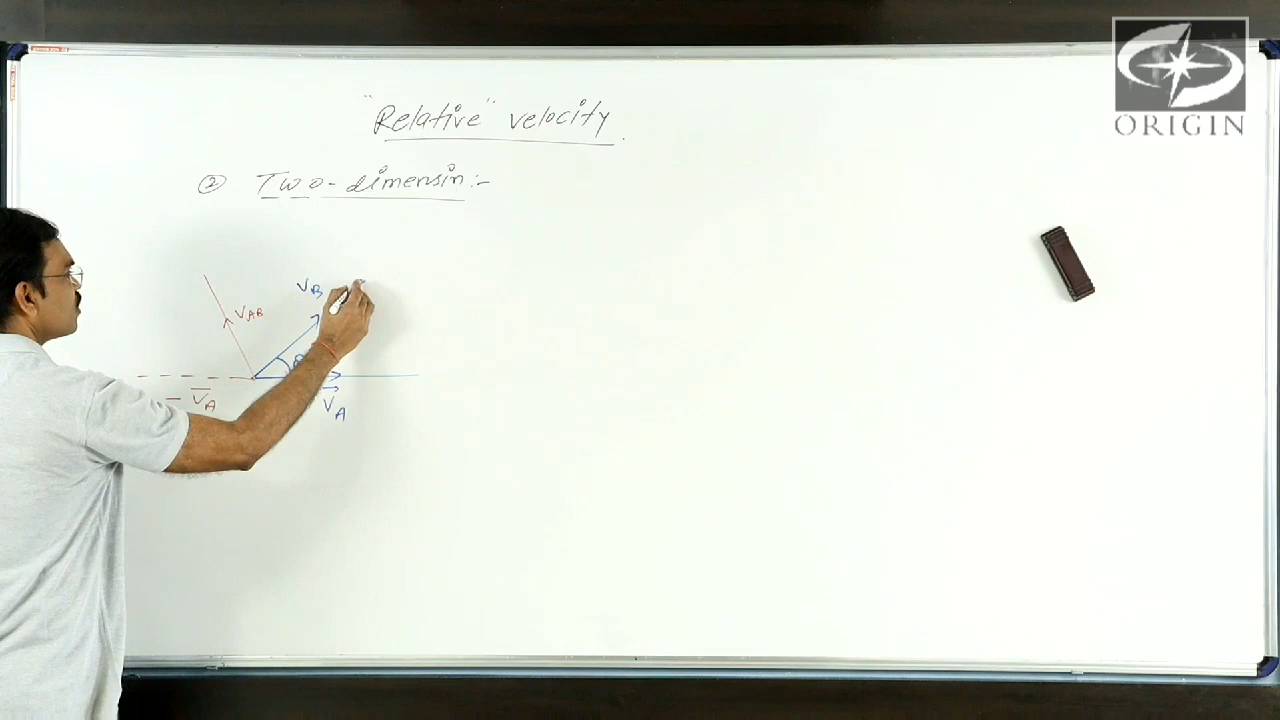 ORIGIN
"Relative" velocity
② Two-dimensin:-
VB
VAB
θ
- VA
VA